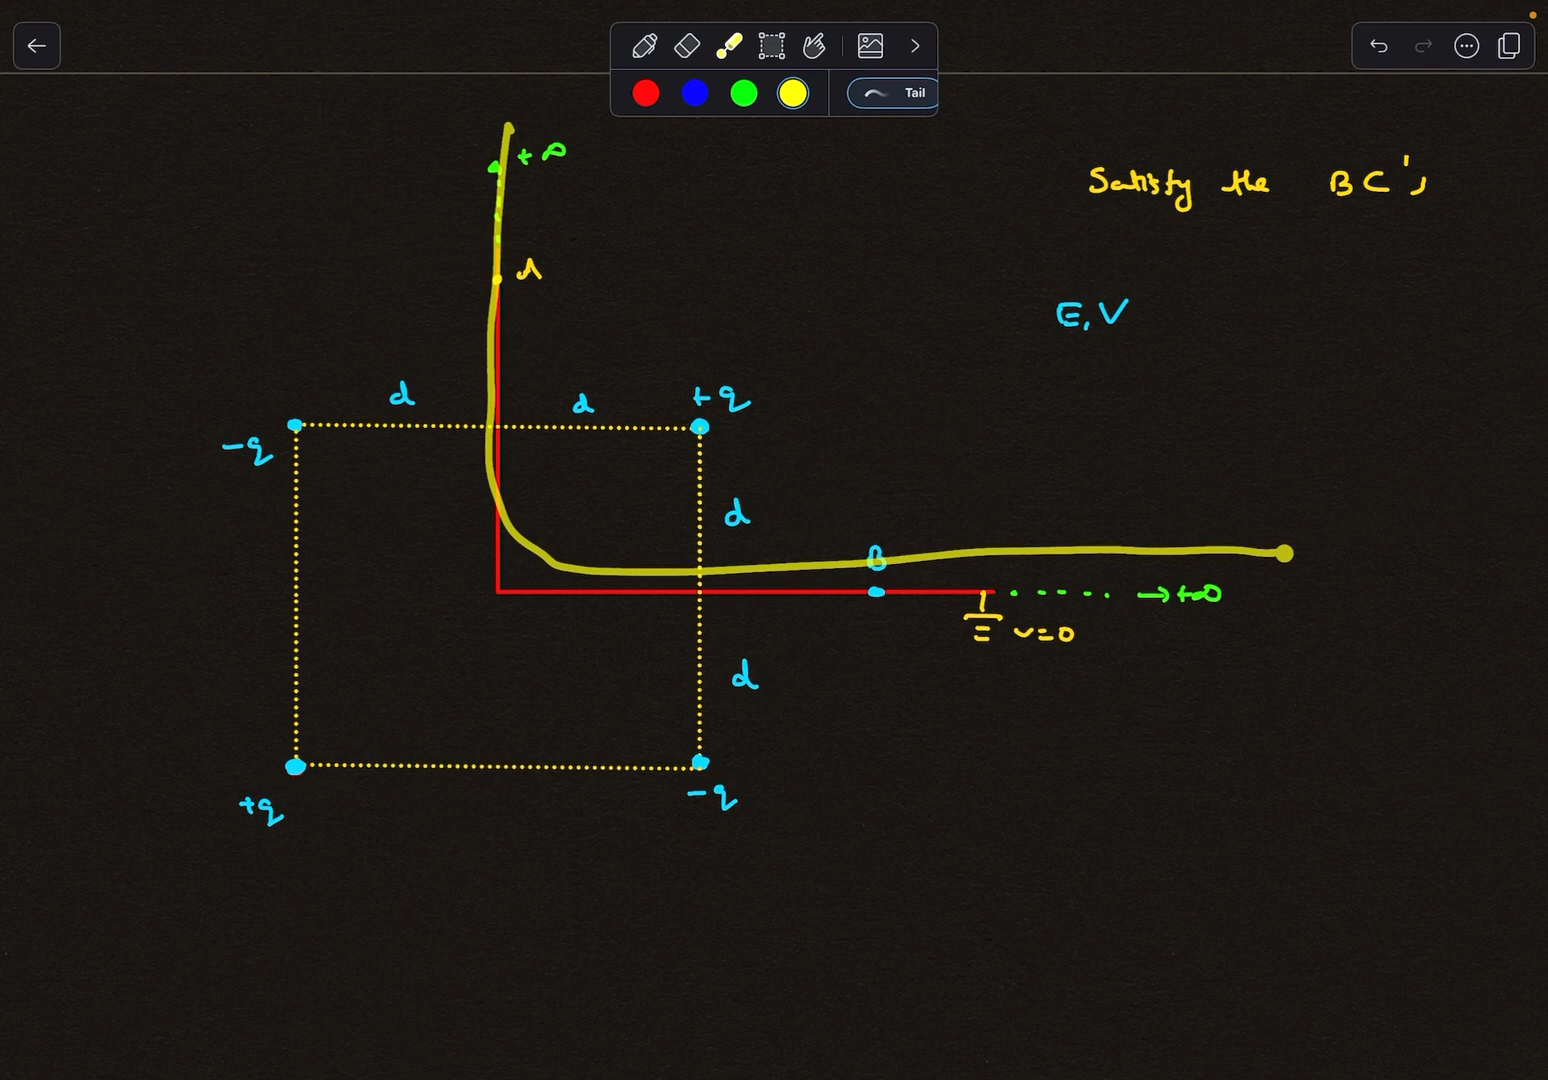 Tail
+ ∞
Satisfy the BC's
A
E, V
d
d
+q
-q
d
B
→ +∞
v=0
d
+q
-q